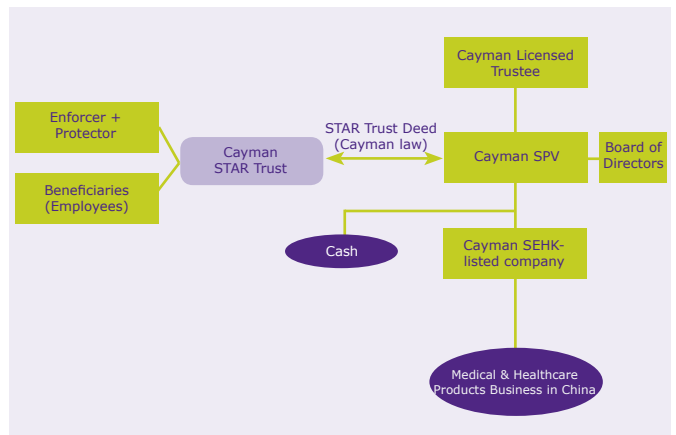 Cayman Licensed
Trustee
Enforcer +
Protector
Cayman
STAR Trust
STAR Trust Deed
(Cayman law)
Cayman SPV
Board of
Directors
Beneficiaries
(Employees)
Cash
Cayman SEHK-
listed company
Medical & Healthcare
Products Business in China